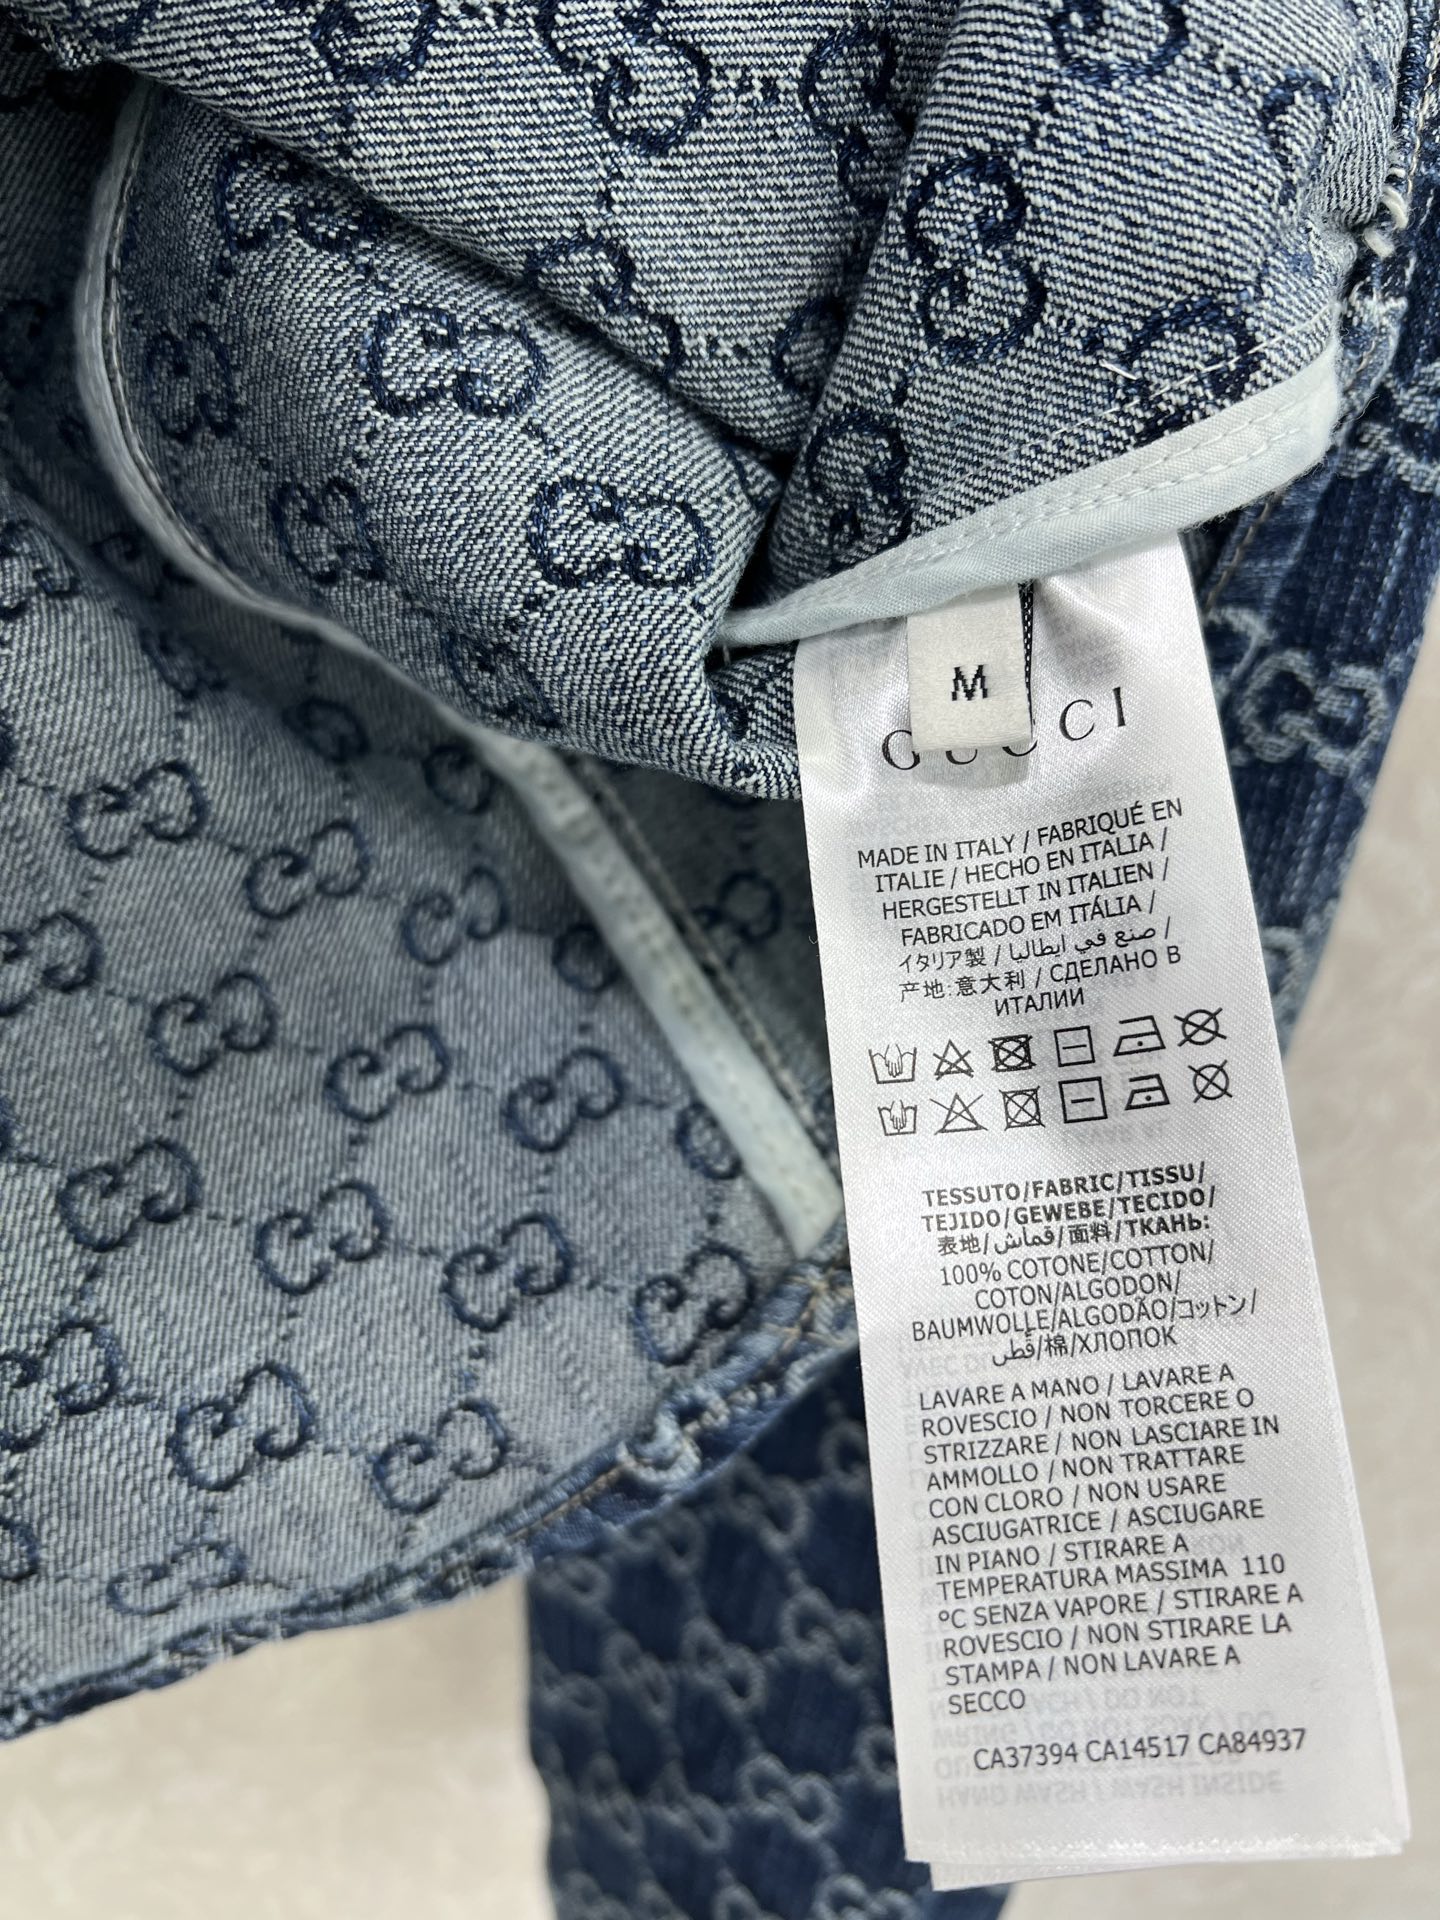 M
GUCCI
MADE IN ITALY / FABRIQUÉ EN
ITALIE / HECHO EN ITALIA /
HERGESTELLT IN ITALIEN /
FABRICADO EM ITÁLIA /
イタリア製 / صنع في ايطاليا /
产地:意大利 / СДЕЛАНО В
ИТАЛИИ
TESSUTO/FABRIC/TISSU/
TEJIDO/GEWEBE/TECIDO/
表地/قماش/面料/ТКАНЬ:
100% COTONE/COTTON/
COTON/ALGODON/
BAUMWOLLE/ALGODÃO/コットン/
قُطن/棉/ХЛОПОК
LAVARE A MANO / LAVARE A
ROVESCIO / NON TORCERE O
STRIZZARE / NON LASCIARE IN
AMMOLLO / NON TRATTARE
CON CLORO / NON USARE
ASCIUGATRICE / ASCIUGARE
IN PIANO / STIRARE A
TEMPERATURA MASSIMA 110
°C SENZA VAPORE / STIRARE A
ROVESCIO / NON STIRARE LA
STAMPA / NON LAVARE A
SECCO
CA37394 CA14517 CA84937